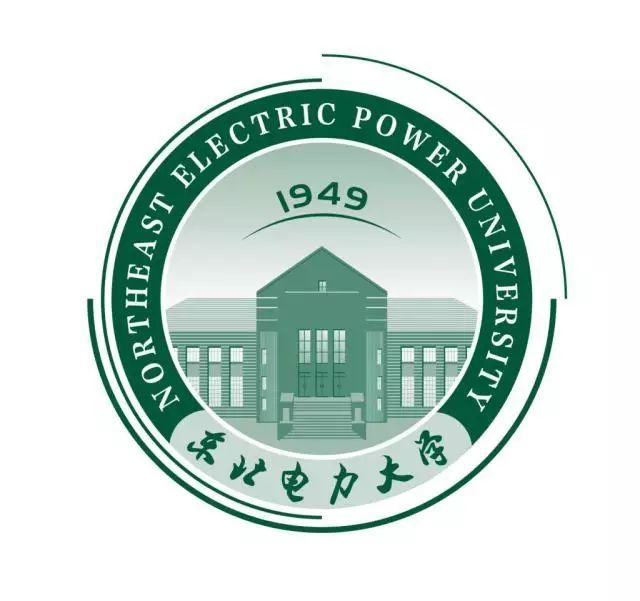 NORTHEAST ELECTRIC POWER UNIVERSITY
1949
东北电力大学